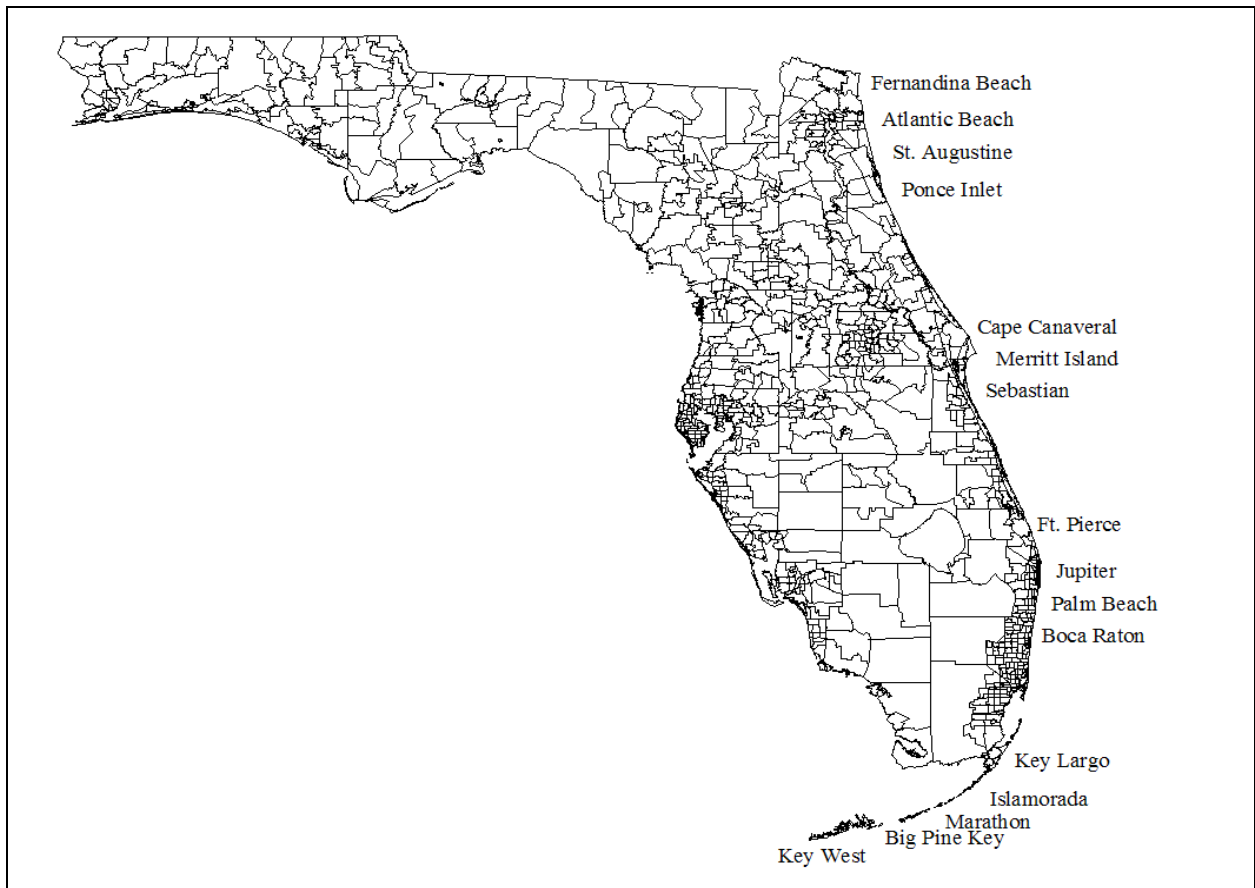 Fernandina Beach
Atlantic Beach
St. Augustine
Ponce Inlet
Cape Canaveral
Merritt Island
Sebastian
Ft. Pierce
Jupiter
Palm Beach
Boca Raton
Key Largo
Islamorada
Marathon
Big Pine Key
Key West